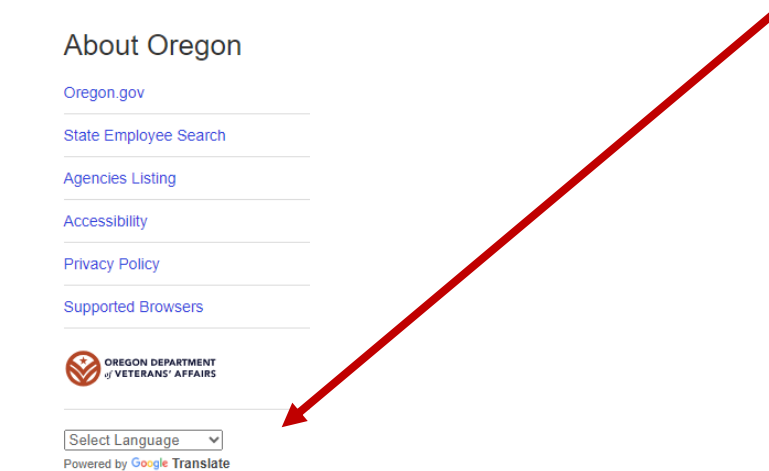 About Oregon
Oregon.gov
State Employee Search
Agencies Listing
Accessibility
Privacy Policy
Supported Browsers
OREGON DEPARTMENT
of VETERANS' AFFAIRS
Select Language
Powered by Google Translate